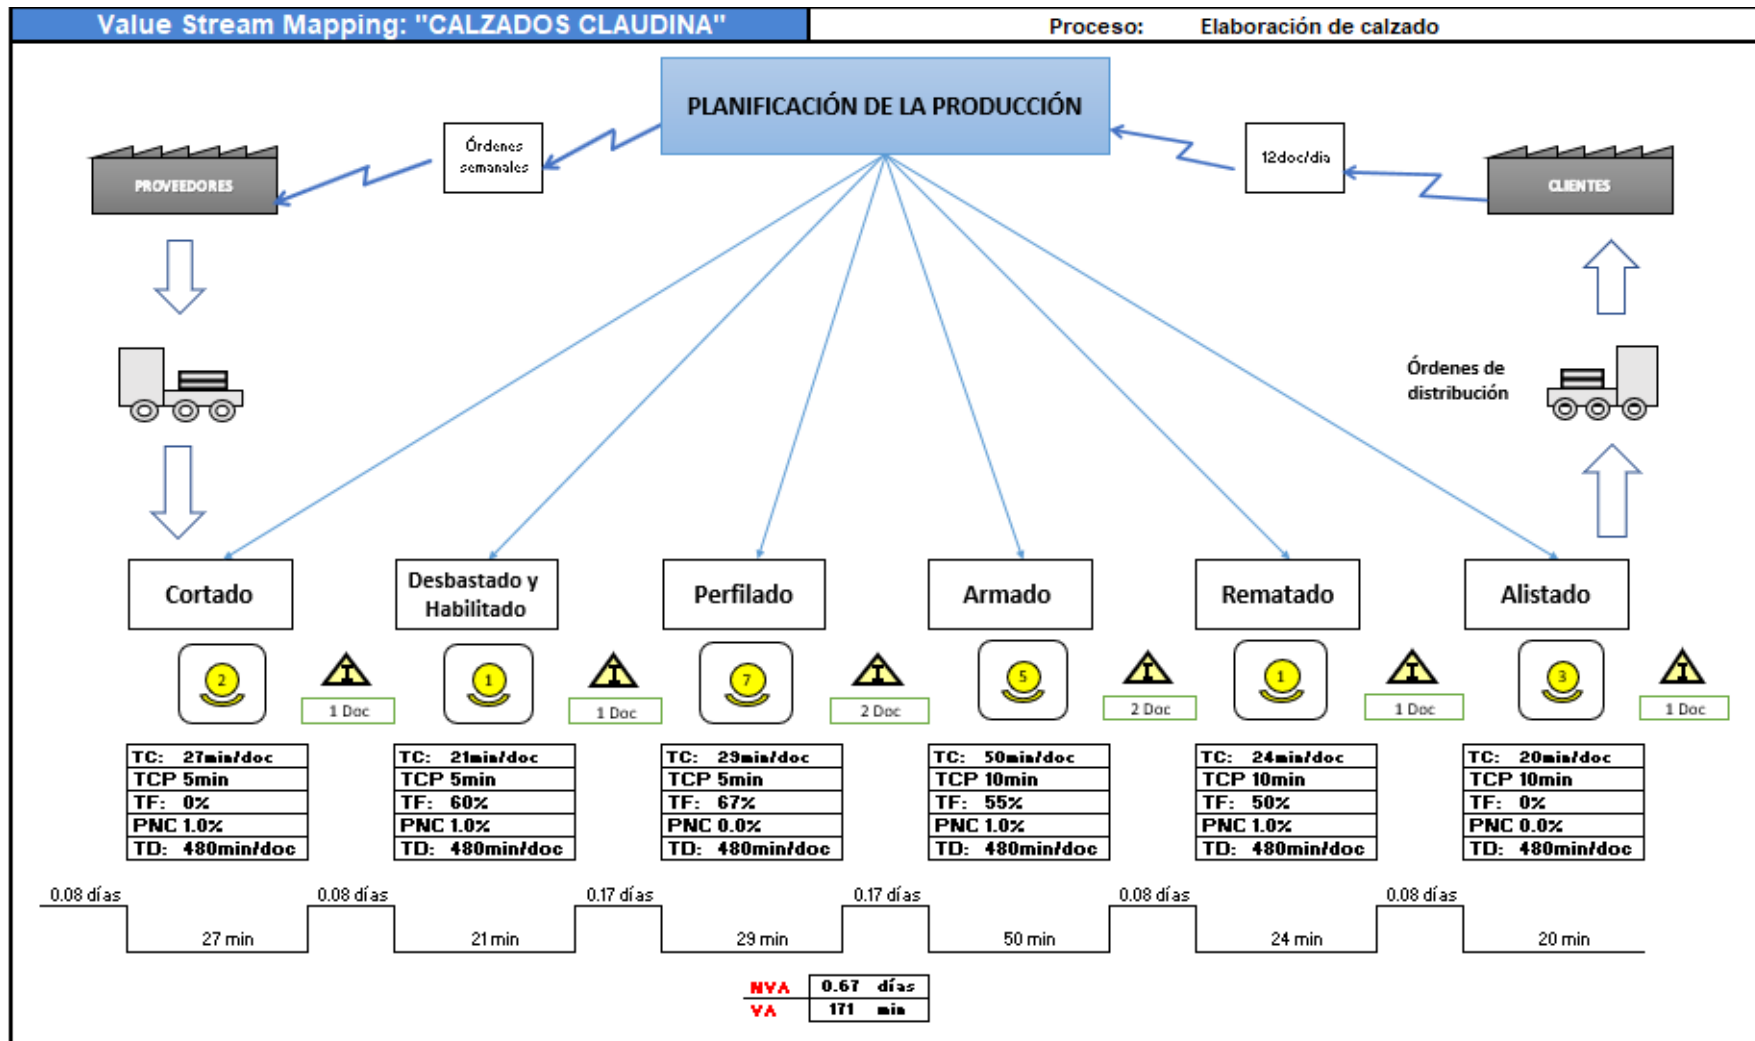 Value Stream Mapping: "CALZADOS CLAUDINA"
Proceso: Elaboración de calzado
PLANIFICACIÓN DE LA PRODUCCIÓN
Órdenes
semanales
12doc/dia
PROVEEDORES
CLIENTES
Órdenes de
distribución
Cortado
Desbastado y
Habilitado
Perfilado
Armado
Rematado
Alistado
2
1
7
5
1
3
1 Doc
1 Doc
2 Doc
2 Doc
1 Doc
1 Doc
TC: 27min/doc
TCP 5min
TF: 0%
PNC 1.0%
TD: 480min/doc
TC: 21min/doc
TCP 5min
TF: 60%
PNC 1.0%
TD: 480min/doc
TC: 29min/doc
TCP 5min
TF: 67%
PNC 0.0%
TD: 480min/doc
TC: 50min/doc
TCP 10min
TF: 55%
PNC 1.0%
TD: 480min/doc
TC: 24min/doc
TCP 10min
TF: 50%
PNC 1.0%
TD: 480min/doc
TC: 20min/doc
TCP 10min
TF: 0%
PNC 0.0%
TD: 480min/doc
0.08 días 0.08 días 0.17 días 0.17 días 0.08 días 0.08 días
27 min 21 min 29 min 50 min 24 min 20 min
NVA 0.67 días
VA 171 min